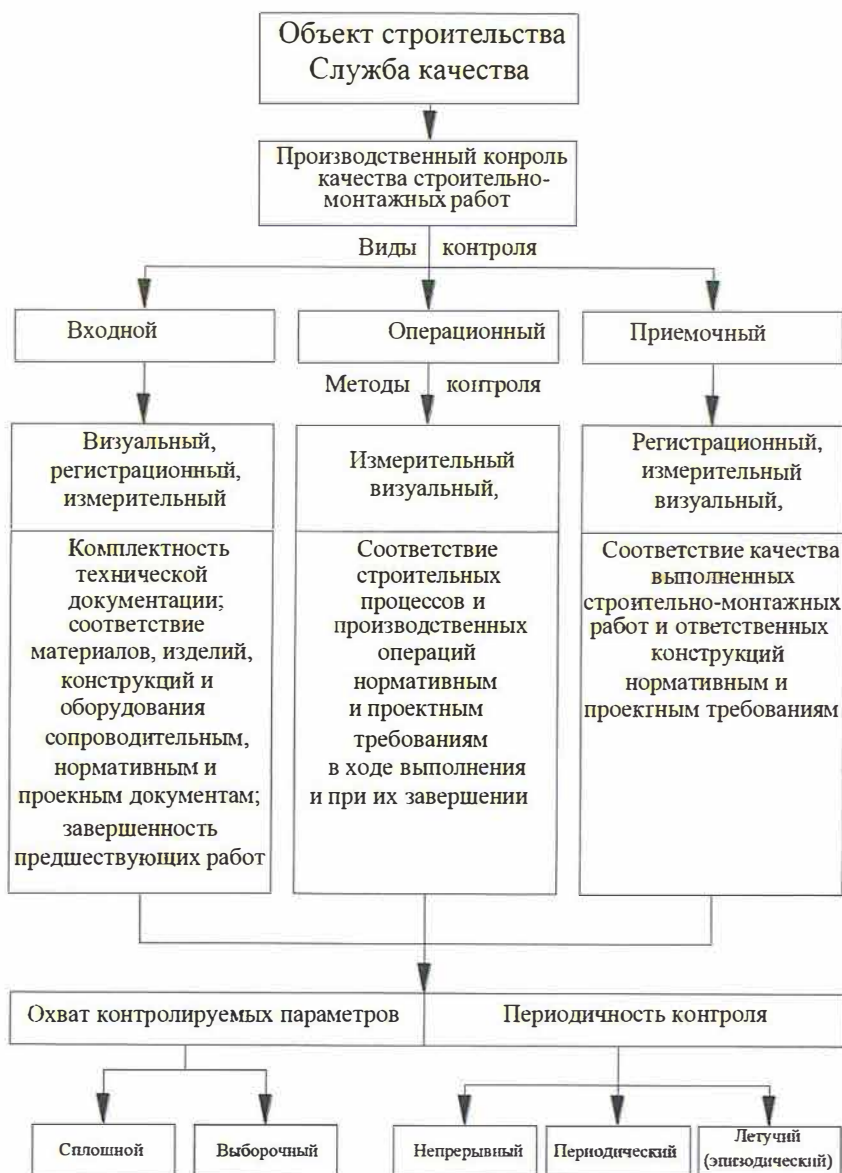 Объект строительства
Служба качества
Производственный конроль
качества строительно-
монтажных работ
Виды контроля
Входной
Операционный
Приемочный
Методы контроля
Визуальный,
регистрационный,
измерительный
Измерительный
визуальный,
Регистрационный,
измерительный
визуальный,
Комплектность
технической
документации;
соответствие
материалов, изделий,
конструкций и
оборудования
сопроводительным,
нормативным и
проекным документам;
завершенность
предшествующих работ
Соответствие
строительных
процессов и
производственных
операций
нормативным
и проектным
требованиям
в ходе выполнения
и при их завершении
Соответствие качества
выполненных
строительно-монтажных
работ и ответственных
конструкций
нормативным и
проектным требованиям
Охват контролируемых параметров
Периодичность контроля
Сплошной
Выборочный
Непрерывный
Периодический
Летучий
(эпизодический)